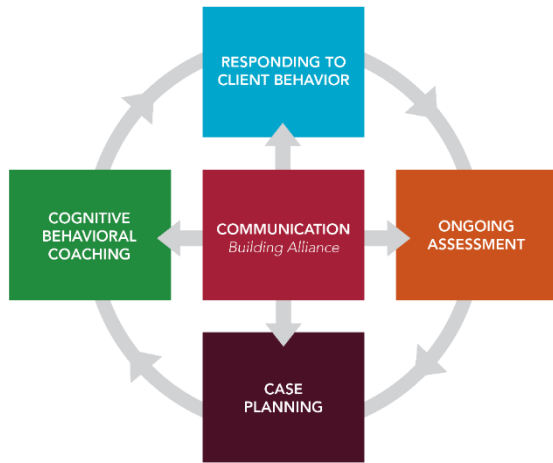 RESPONDING TO
CLIENT BEHAVIOR
COGNITIVE
BEHAVIORAL
COACHING
COMMUNICATION
Building Alliance
ONGOING
ASSESSMENT
CASE
PLANNING